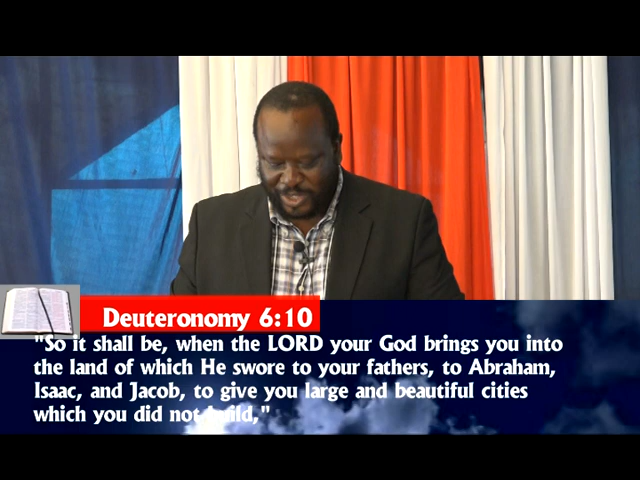 Deuteronomy 6:10
"So it shall be, when the LORD your God brings you into
the land of which He swore to your fathers, to Abraham,
Isaac, and Jacob, to give you large and beautiful cities
which you did not build,"